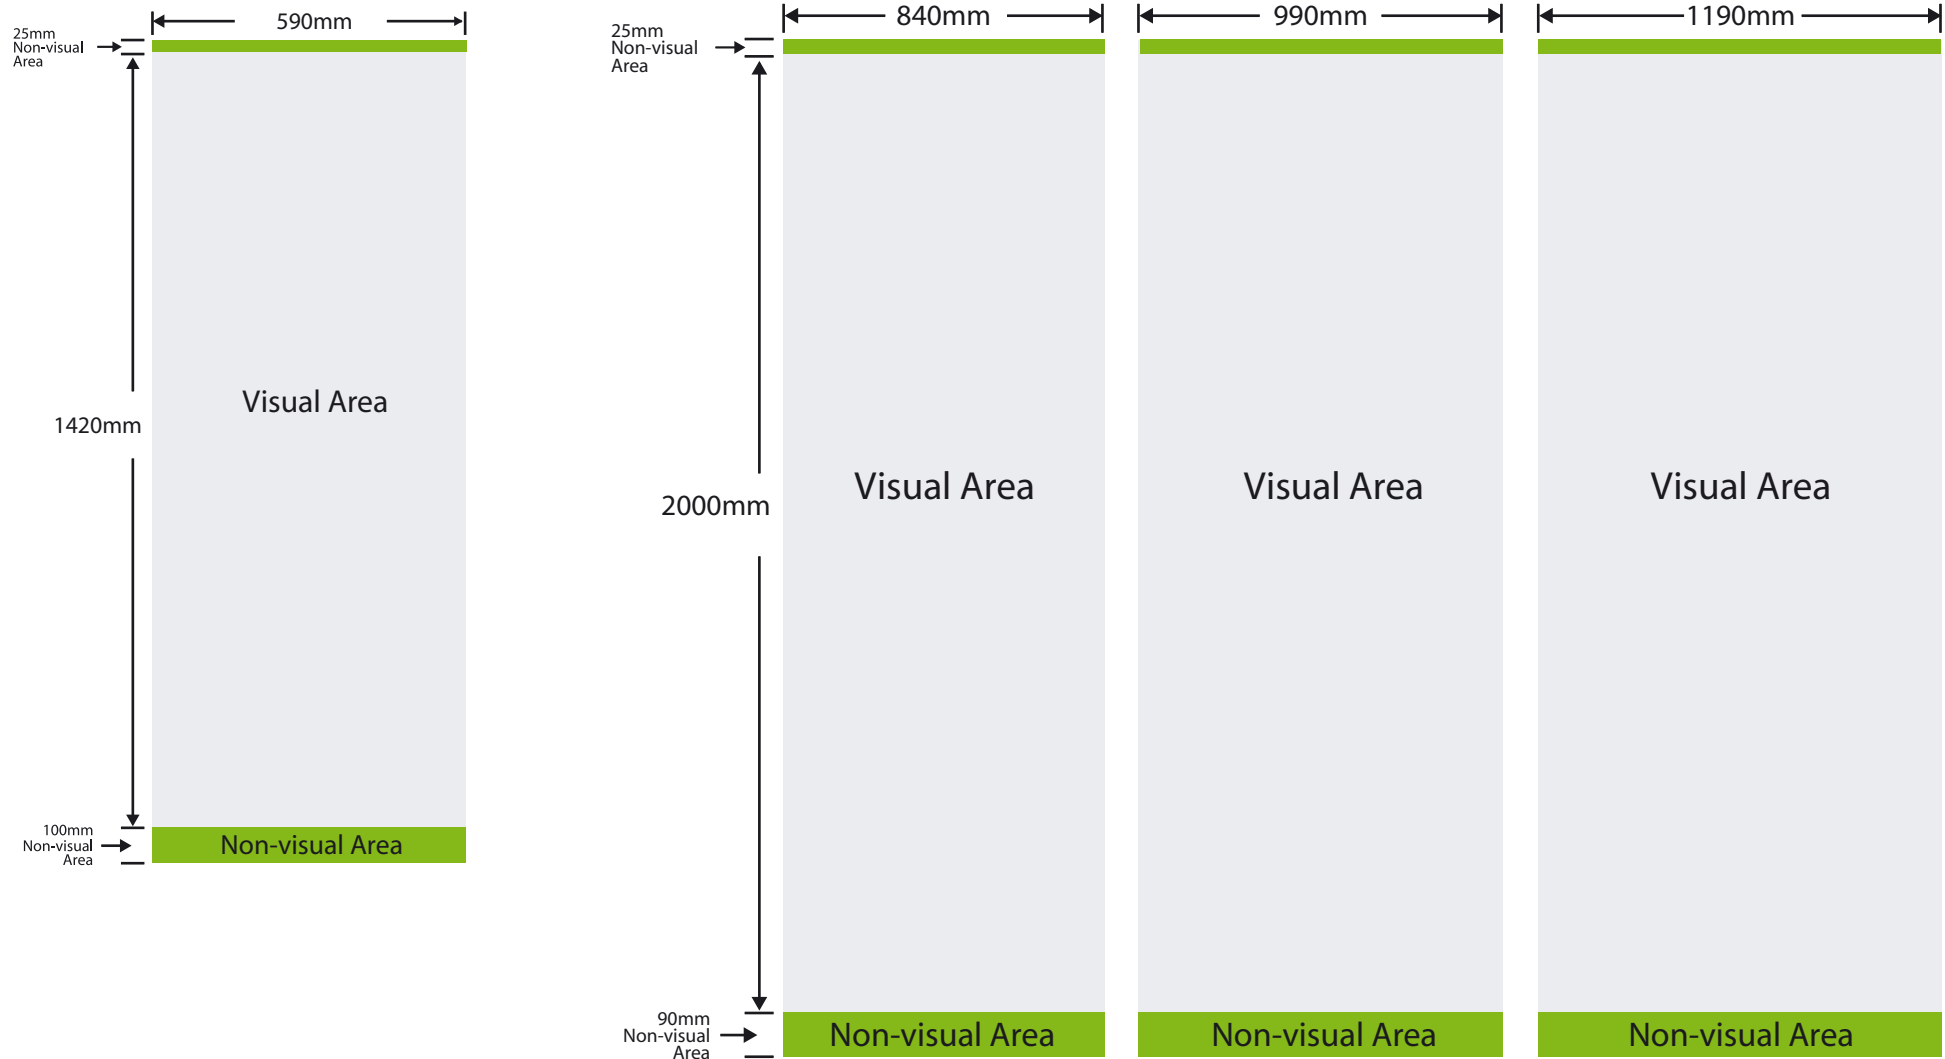 590mm
25mm
Non-visual
Area
Visual Area
1420mm
100mm
Non-visual
Area
Non-visual Area
840mm
990mm
1190mm
25mm
Non-visual
Area
Visual Area
Visual Area
Visual Area
2000mm
90mm
Non-visual
Area
Non-visual Area
Non-visual Area
Non-visual Area